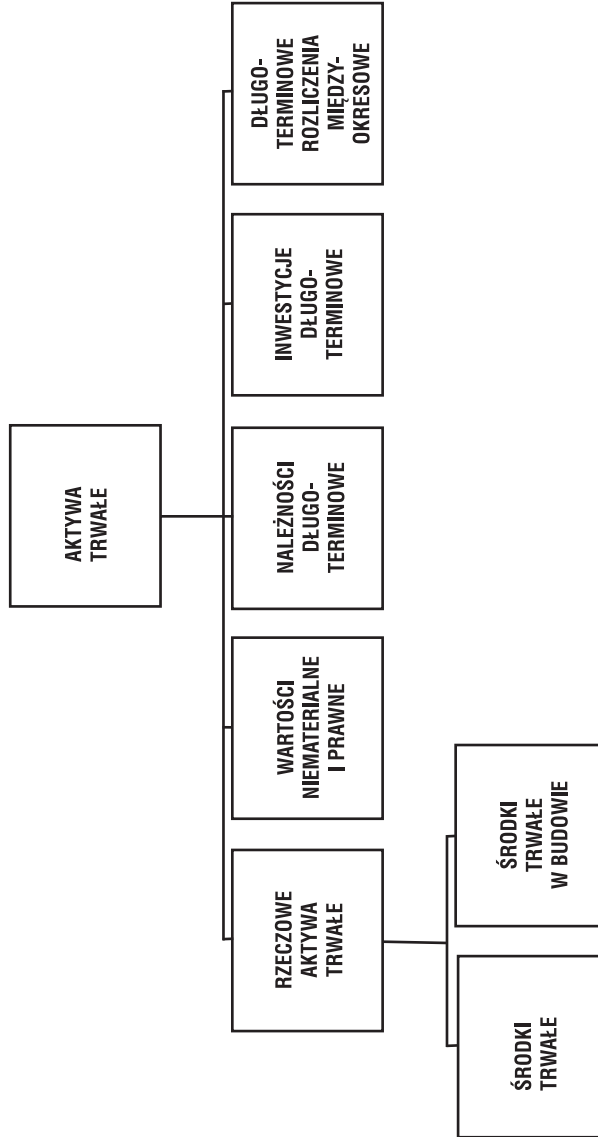 AKTYWA
TRWAŁE
RZECZOWE
AKTYWA
TRWAŁE
WARTOŚCI
NIEMATERIALNE
I PRAWNE
NALEŻNOŚCI
DŁUGO-
TERMINOWE
INWESTYCJE
DŁUGO-
TERMINOWE
DŁUGO-
TERMINOWE
ROZLICZENIA
MIĘDZY-
OKRESOWE
ŚRODKI
TRWAŁE
ŚRODKI
TRWAŁE
W BUDOWIE